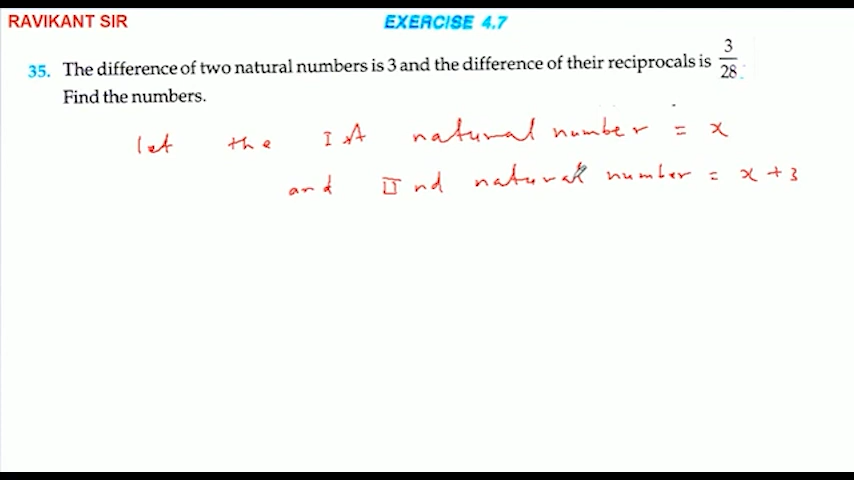 RAVIKANT SIR
EXERCISE 4.7
35. The difference of two natural numbers is 3 and the difference of their reciprocals is 3/28.
Find the numbers.
let the Ist natural number = x
and IInd natural number = x + 3